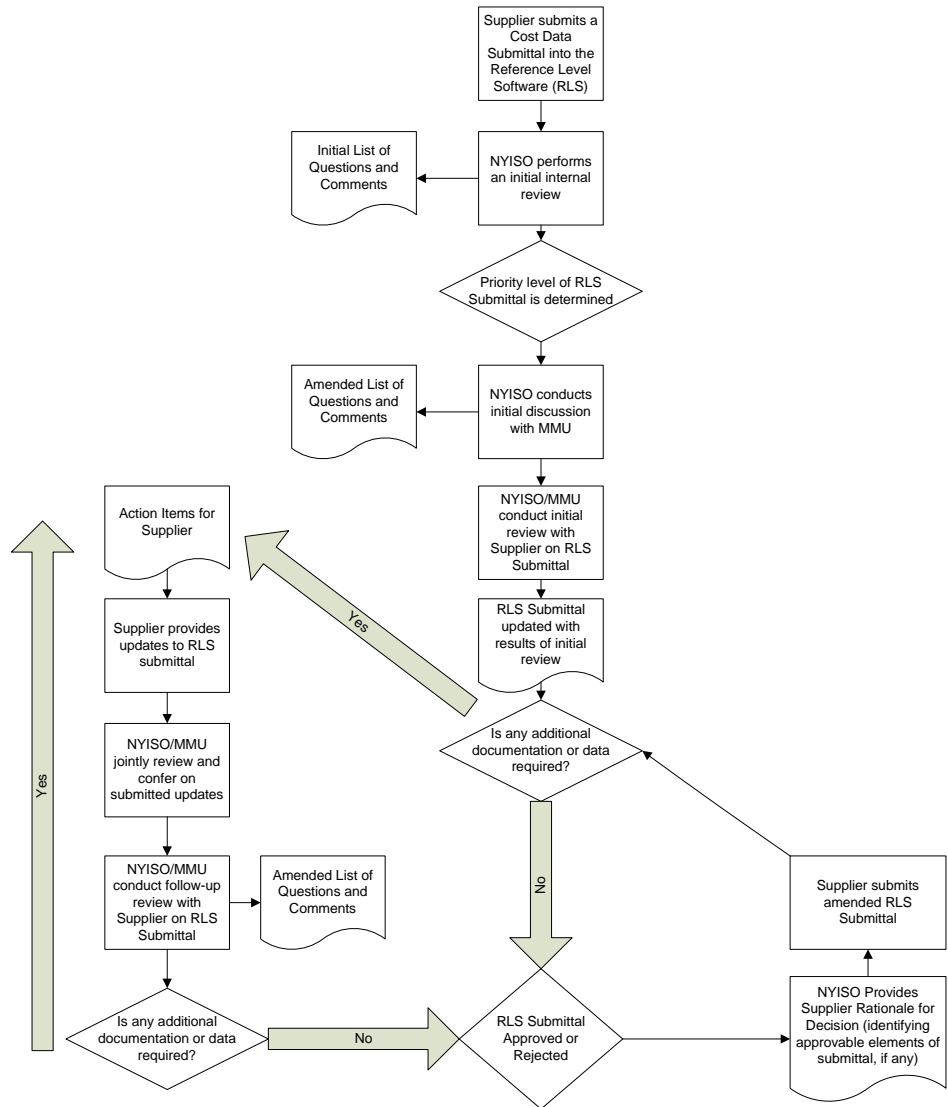 Supplier submits a
Cost Data
Submittal into the
Reference Level
Software (RLS)
Initial List of
Questions and
Comments
NYISO performs
an initial internal
review
Priority level of RLS
Submittal is determined
Amended List of
Questions and
Comments
NYISO conducts
initial discussion
with MMU
NYISO/MMU
conduct initial
review with
Supplier on RLS
Submittal
RLS Submittal
updated with
results of initial
review
Is any additional
documentation or data
required?
Yes
No
Action Items for
Supplier
Supplier provides
updates to RLS
submittal
NYISO/MMU
jointly review and
confer on
submitted updates
NYISO/MMU
conduct follow-up
review with
Supplier on RLS
Submittal
Amended List of
Questions and
Comments
Is any additional
documentation or data
required?
Yes
No
RLS Submittal
Approved or
Rejected
NYISO Provides
Supplier Rationale for
Decision (identifying
approvable elements of
submittal, if any)
Supplier submits
amended RLS
Submittal